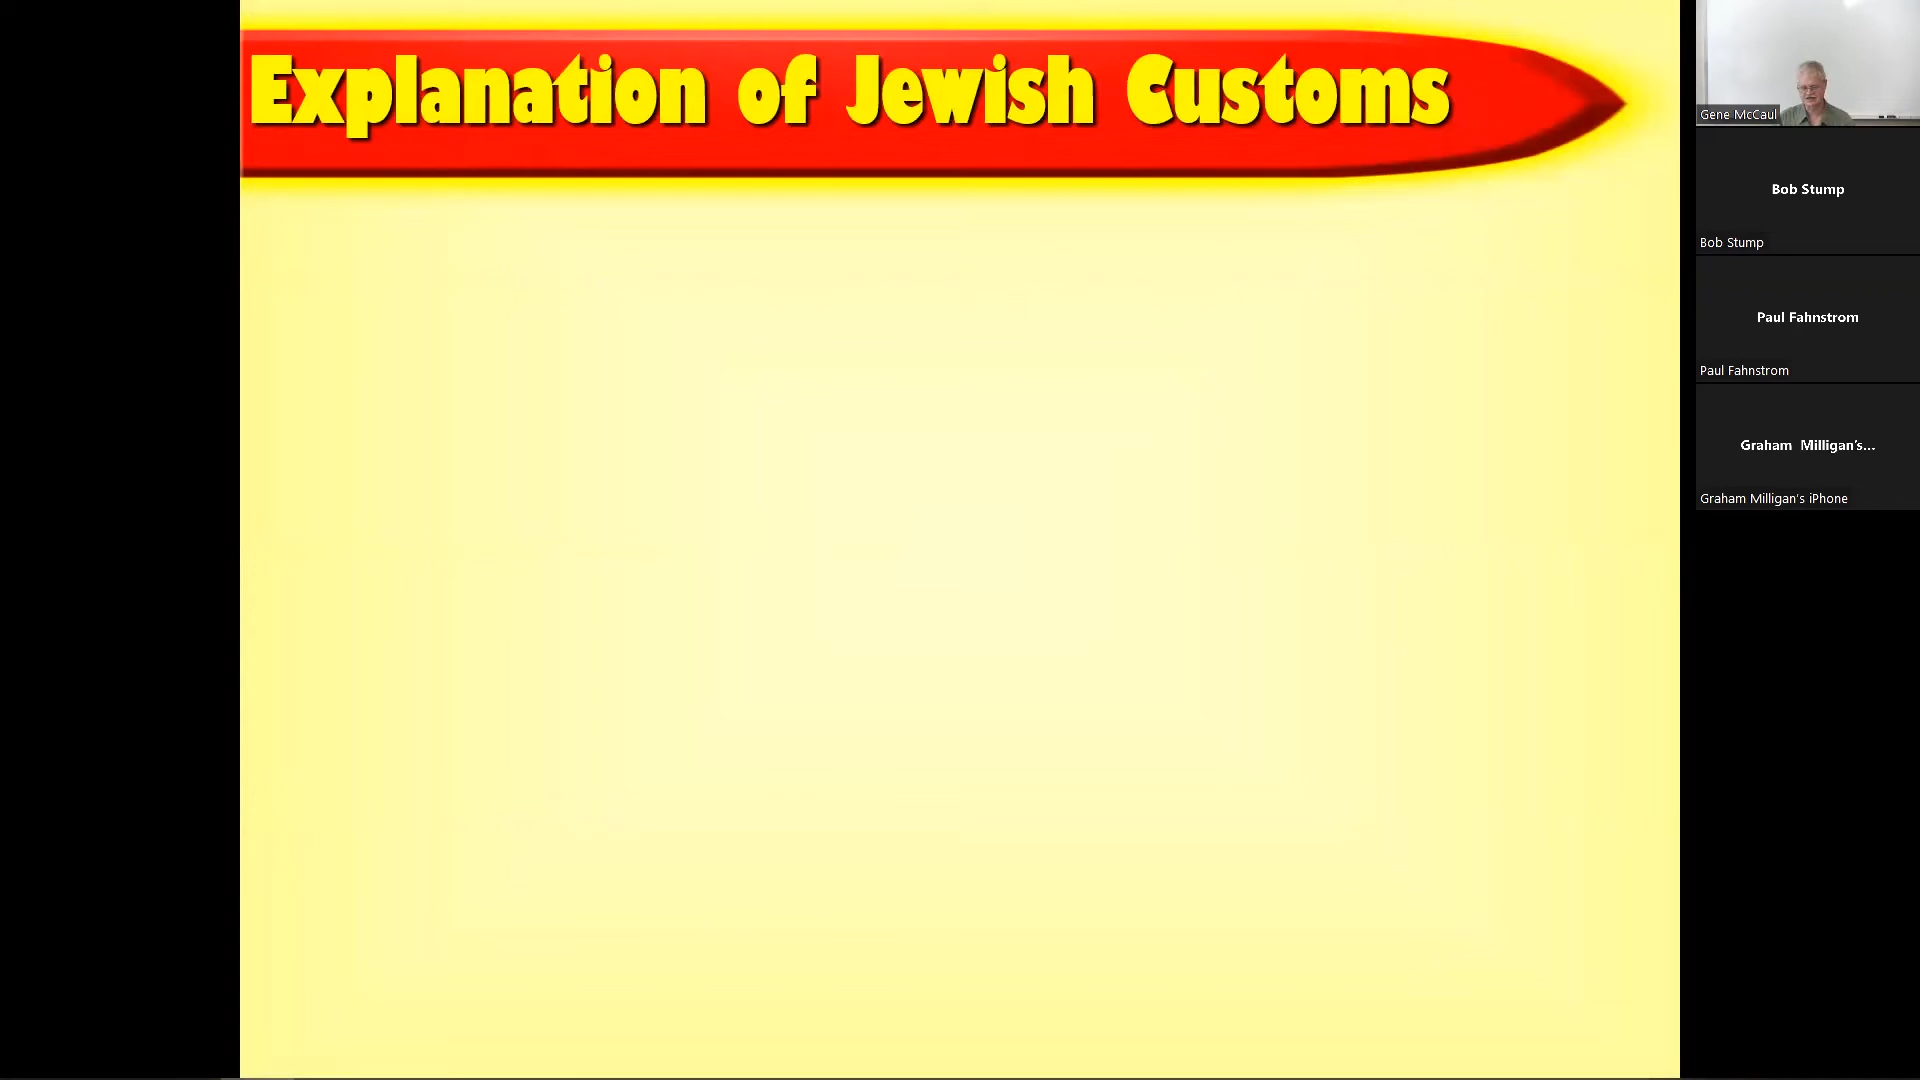 Explanation of Jewish Customs
Gene McCaul
Bob Stump
Bob Stump
Paul Fahnstrom
Paul Fahnstrom
Graham Milligan's...
Graham Milligan's iPhone